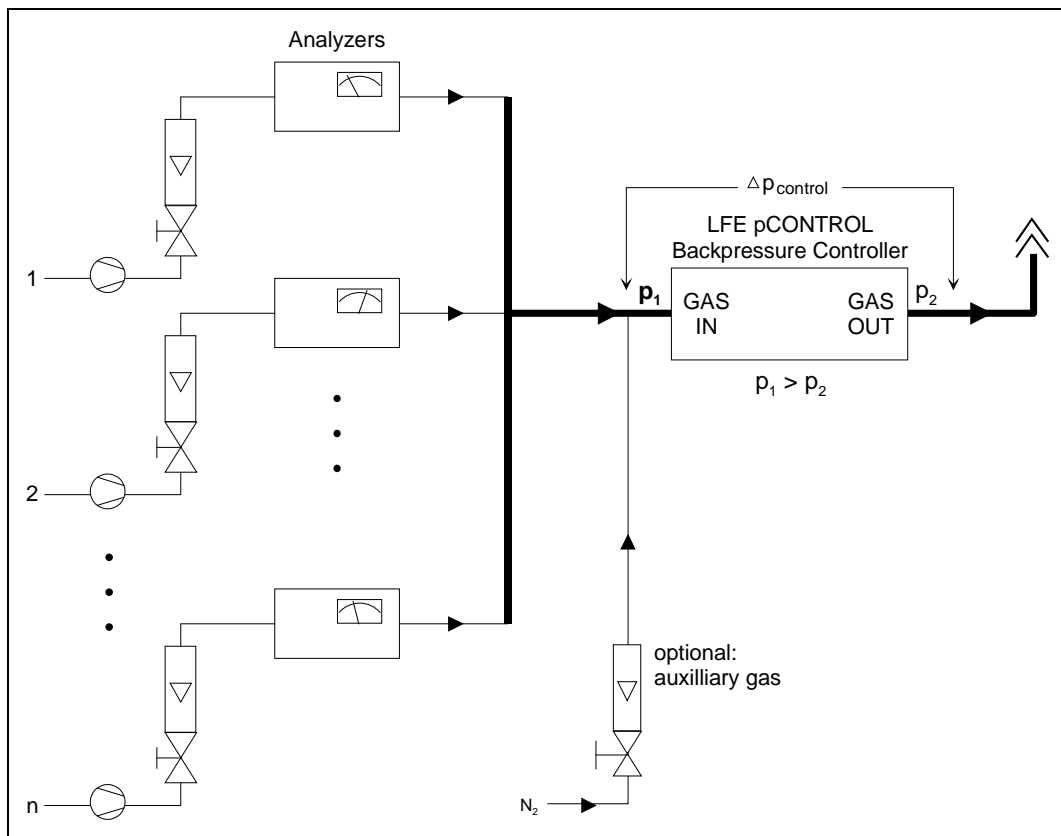 Analyzers
1
2
n
△ pcontrol
LFE pCONTROL
Backpressure Controller
p₁
GAS
IN
GAS
OUT
p₂
p₁ > p₂
optional:
auxilliary gas
N₂